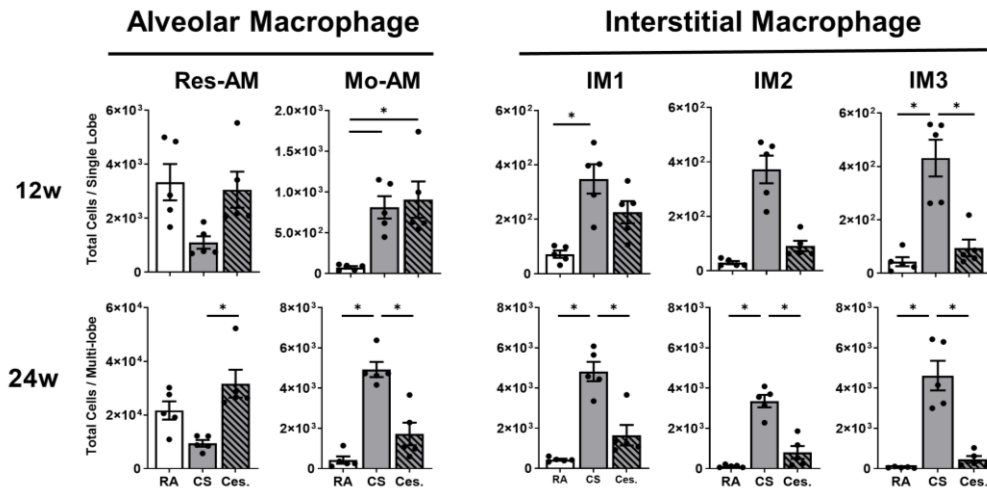 Alveolar Macrophage Interstitial Macrophage
Res-AM Mo-AM IM1 IM2 IM3
12w
Total Cells / Single Lobe
6×10³ 4×10³ 2×10³ 0
2.0×10³ 1.5×10³ 1.0×10³ 5.0×10² 0 *
6×10² 4×10² 2×10² 0 *
6×10² 4×10² 2×10² 0
6×10² 4×10² 2×10² 0 * *
24w
Total Cells / Multi-lobe
6×10⁴ 4×10⁴ 2×10⁴ 0 *
8×10³ 6×10³ 4×10³ 2×10³ 0 * *
8×10³ 6×10³ 4×10³ 2×10³ 0 * *
8×10³ 6×10³ 4×10³ 2×10³ 0 * *
8×10³ 6×10³ 4×10³ 2×10³ 0 * *
RA CS Ces. RA CS Ces. RA CS Ces. RA CS Ces. RA CS Ces.